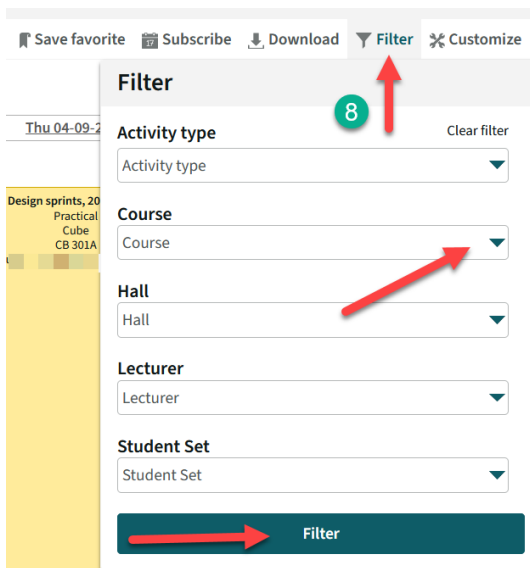 Save favorite Subscribe Download Filter Customize
17
Filter
8
Thu 04-09-2
Activity type Clear filter
Activity type
Design sprints, 20
Practical
Cube
CB 301A
Course
Course
Hall
Hall
Lecturer
Lecturer
Student Set
Student Set
Filter